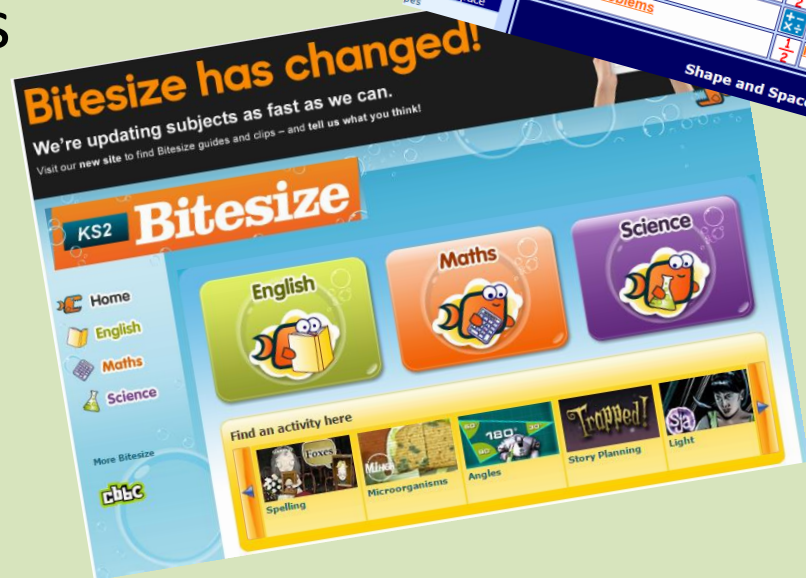 s
Shape and Space
Bitesize has changed!
We're updating subjects as fast as we can.
Visit our new site to find Bitesize guides and clips – and tell us what you think!
KS2 Bitesize
Home
English
Maths
Science
More Bitesize
cbbc
English
Maths
Science
Find an activity here
Foxes
Spelling
Microorganisms
180°
Angles
Trapped!
Story Planning
Light